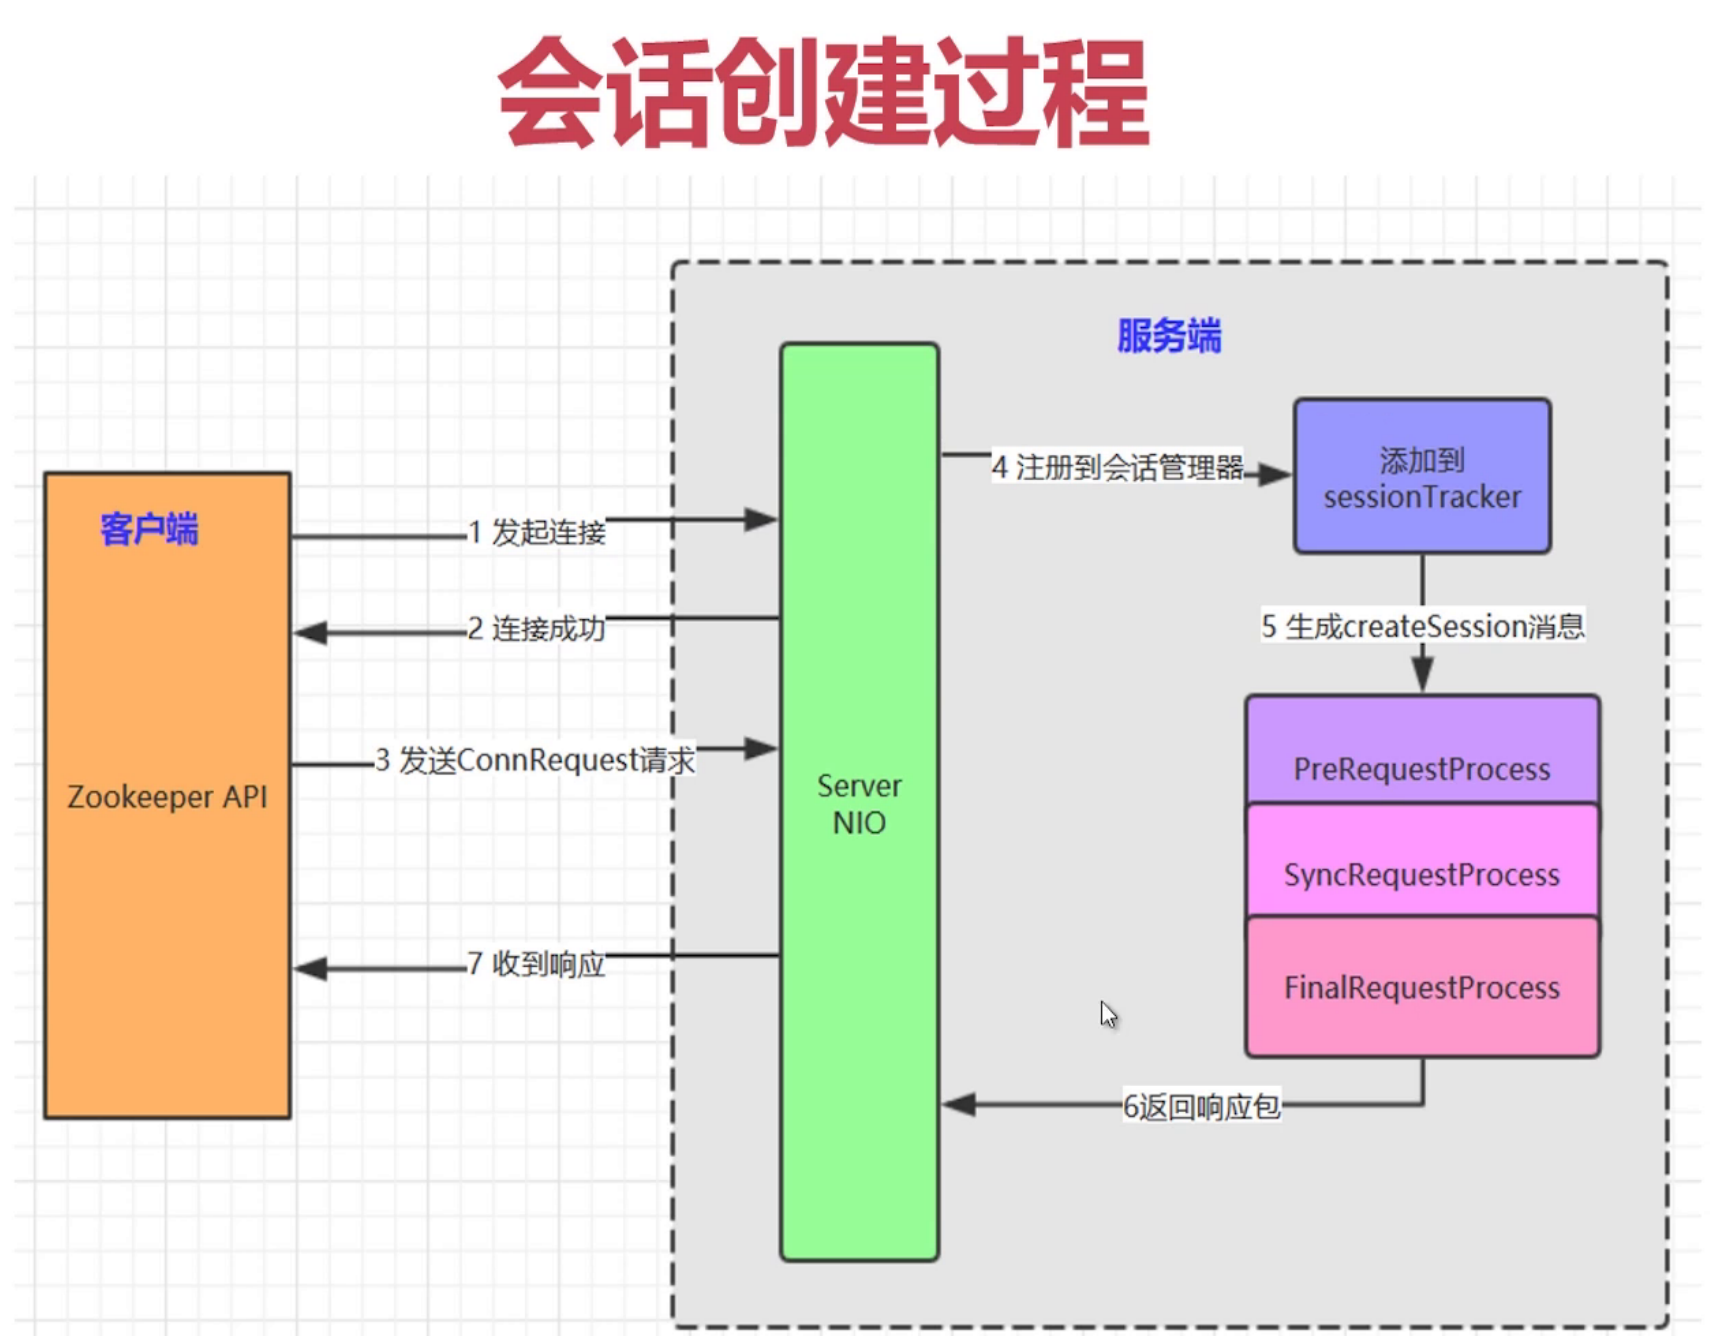 会话创建过程
服务端
客户端
Zookeeper API
1 发起连接
2 连接成功
3 发送ConnRequest请求
7 收到响应
Server
NIO
4 注册到会话管理器
添加到
sessionTracker
5 生成createSession消息
PreRequestProcess
SyncRequestProcess
FinalRequestProcess
6返回响应包